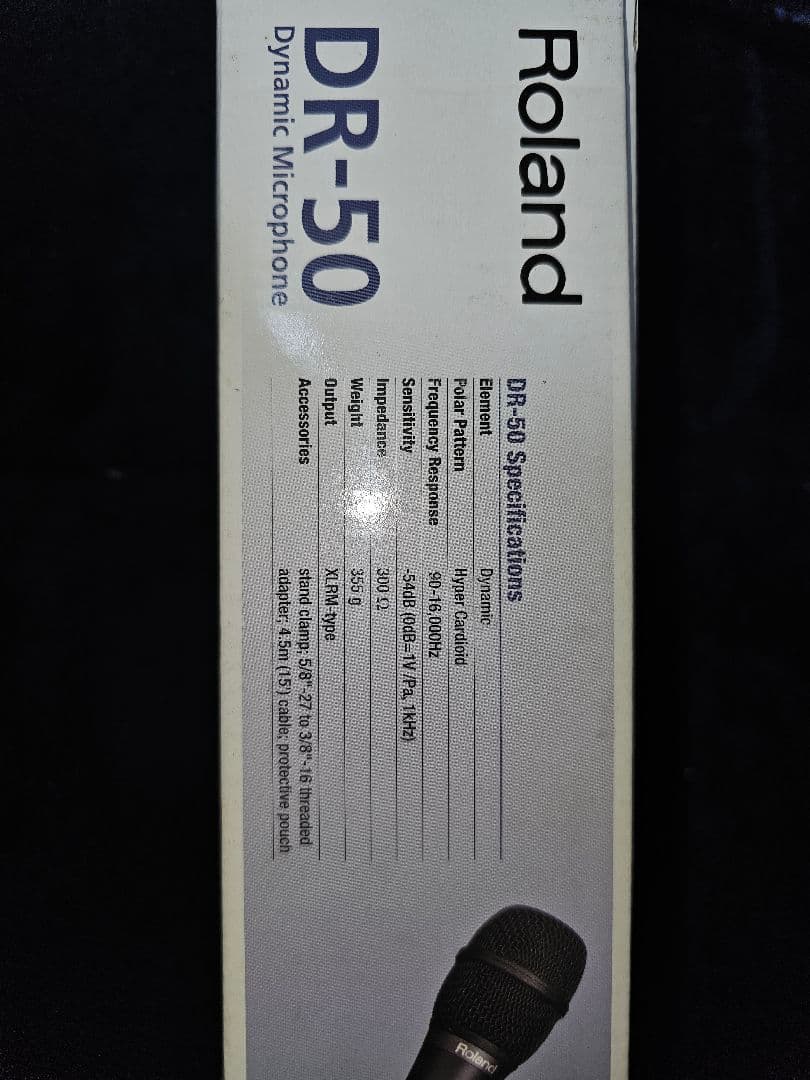 Roland
DR-50
Dynamic Microphone
DR-50 Specifications
Element Dynamic
Polar Pattern Hyper Cardioid
Frequency Response 90-16,000Hz
Sensitivity -54dB (0dB=1V /Pa, 1kHz)
Impedance 300 Ω
Weight 355 g
Output XLRM-type
Accessories stand clamp; 5/8"-27 to 3/8"-16 threaded
adapter; 4.5m (15') cable; protective pouch
Roland